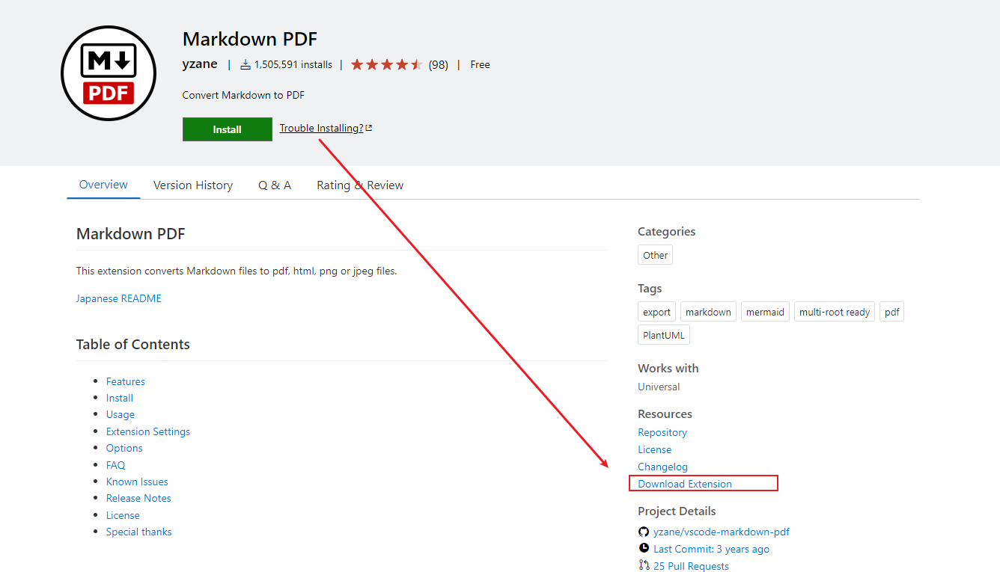 M
PDF
Markdown PDF
yzane | 1,505,591 installs | (98) | Free
Convert Markdown to PDF
Install Trouble Installing?
Overview Version History Q & A Rating & Review
Markdown PDF
This extension converts Markdown files to pdf, html, png or jpeg files.
Japanese README
Table of Contents
Features
Install
Usage
Extension Settings
Options
FAQ
Known Issues
Release Notes
License
Special thanks
Categories
Other
Tags
export markdown mermaid multi-root ready pdf
PlantUML
Works with
Universal
Resources
Repository
License
Changelog
Download Extension
Project Details
yzane/vscode-markdown-pdf
Last Commit: 3 years ago
25 Pull Requests